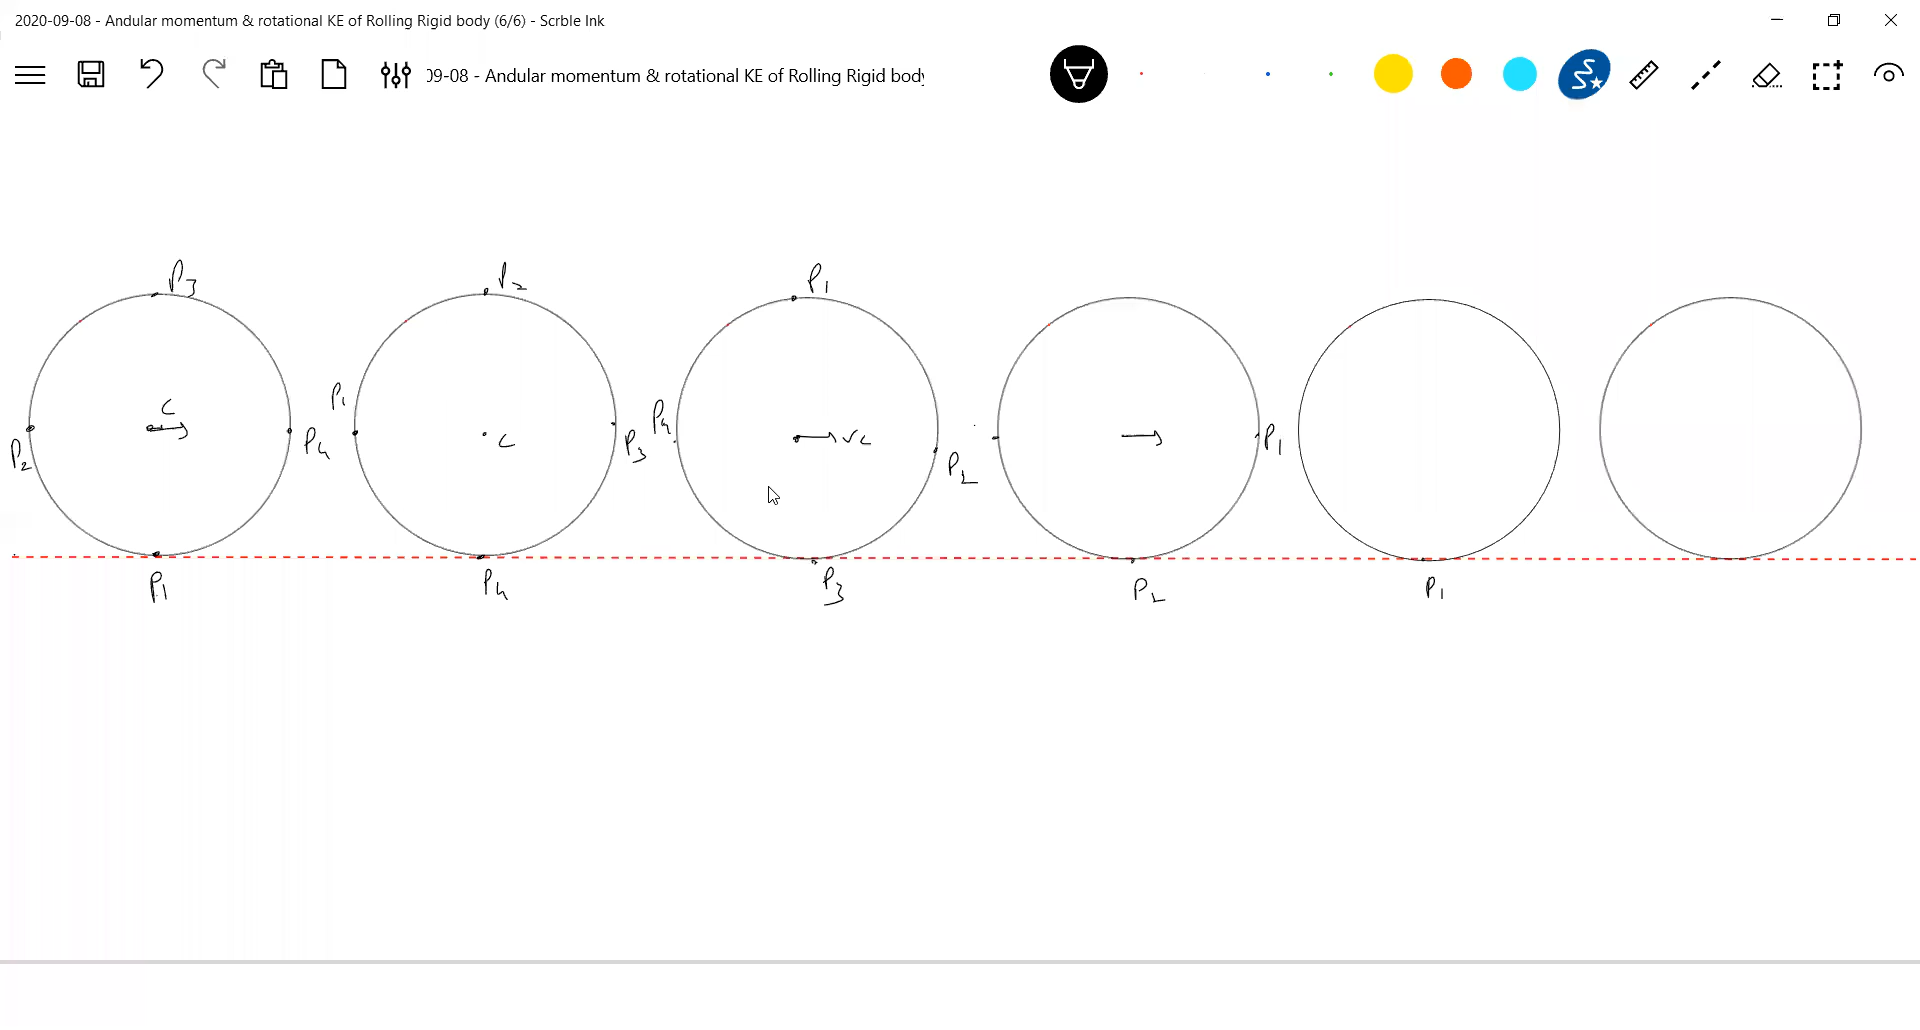 2020-09-08 - Andular momentum & rotational KE of Rolling Rigid body (6/6) - Scrble Ink
09-08 - Andular momentum & rotational KE of Rolling Rigid body
P3 P2 P1
C P1 P4
P2 P4 C P3 VC P2 P1
P1 P4 P3 P2 P1